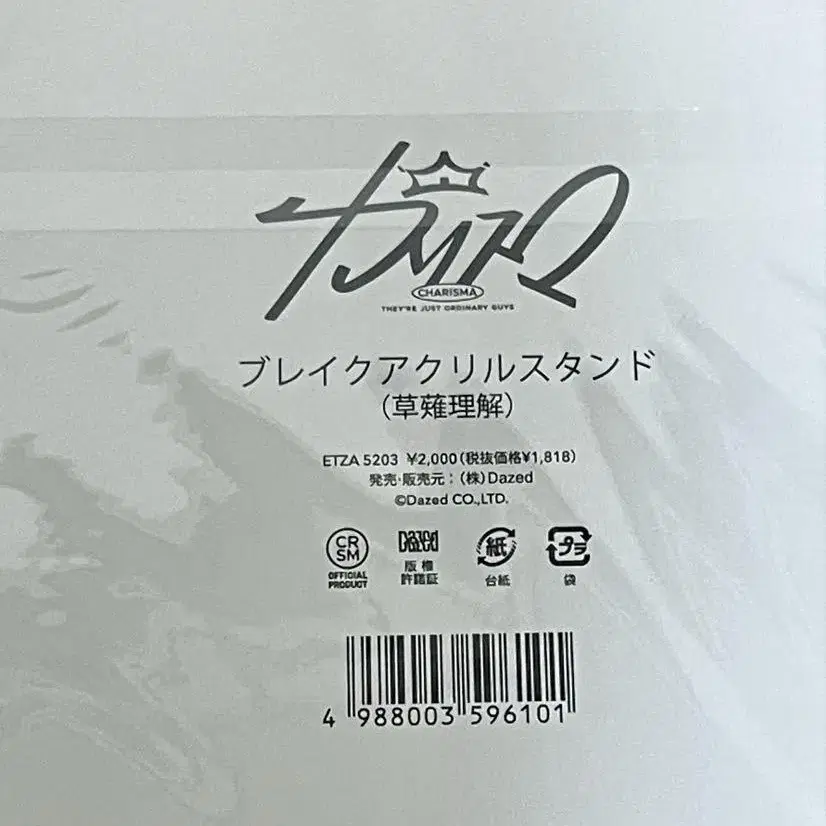 カリスマ
CHARISMA
THEY'RE JUST ORDINARY GUYS
ブレイクアクリルスタンド
(草薙理解)
ETZA 5203 ¥2,000(税抜価格¥1,818)
発売・販売元:(株)Dazed
©Dazed CO.,LTD.
CR
SM
OFFICIAL
PRODUCT
Dazed
版権
許諾証
紙
台紙
プラ
袋
4 988003 596101